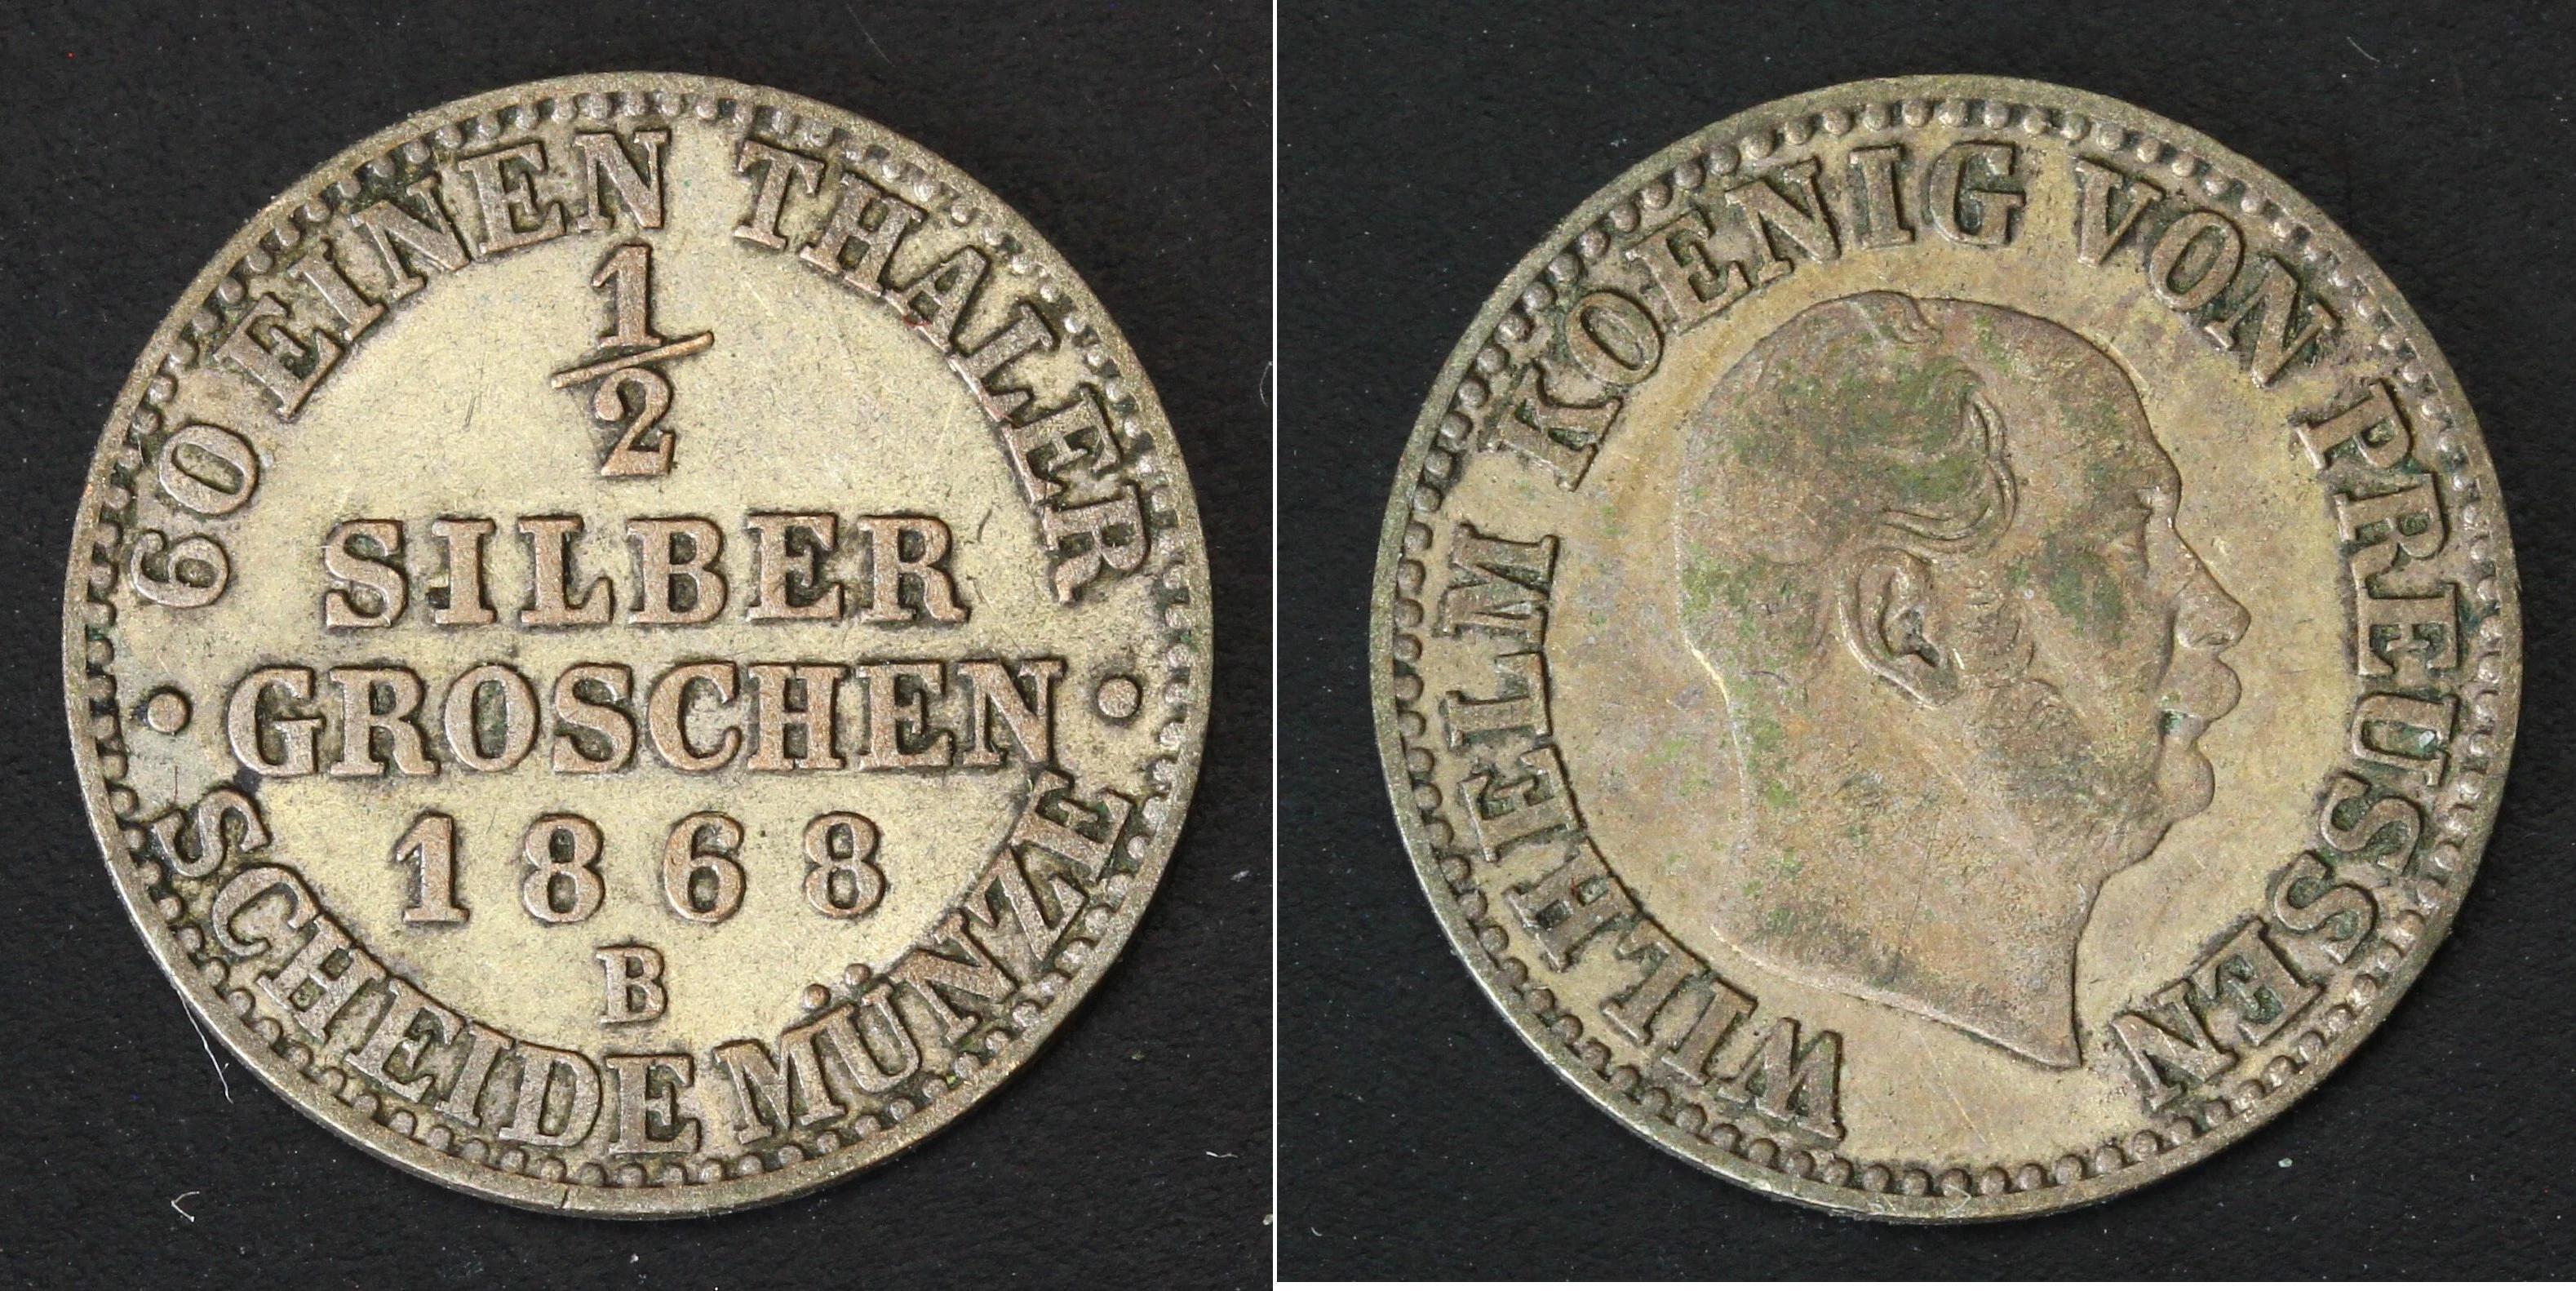 60 EINEN THALER
1/2
SILBER
GROSCHEN
1868
B
SCHEIDE MÜNZE
WILHELM KOENIG VON PREUSSEN